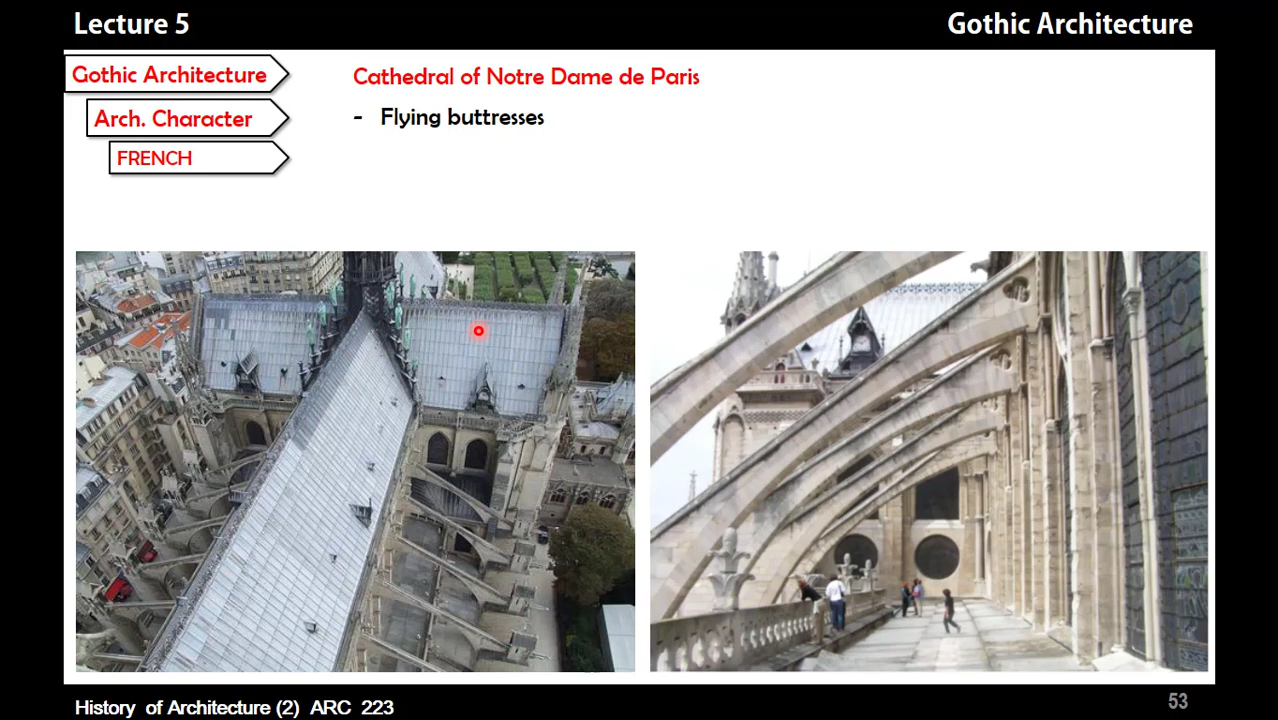 Lecture 5
Gothic Architecture
Gothic Architecture
Cathedral of Notre Dame de Paris
Arch. Character
- Flying buttresses
FRENCH
History of Architecture (2) ARC 223
53